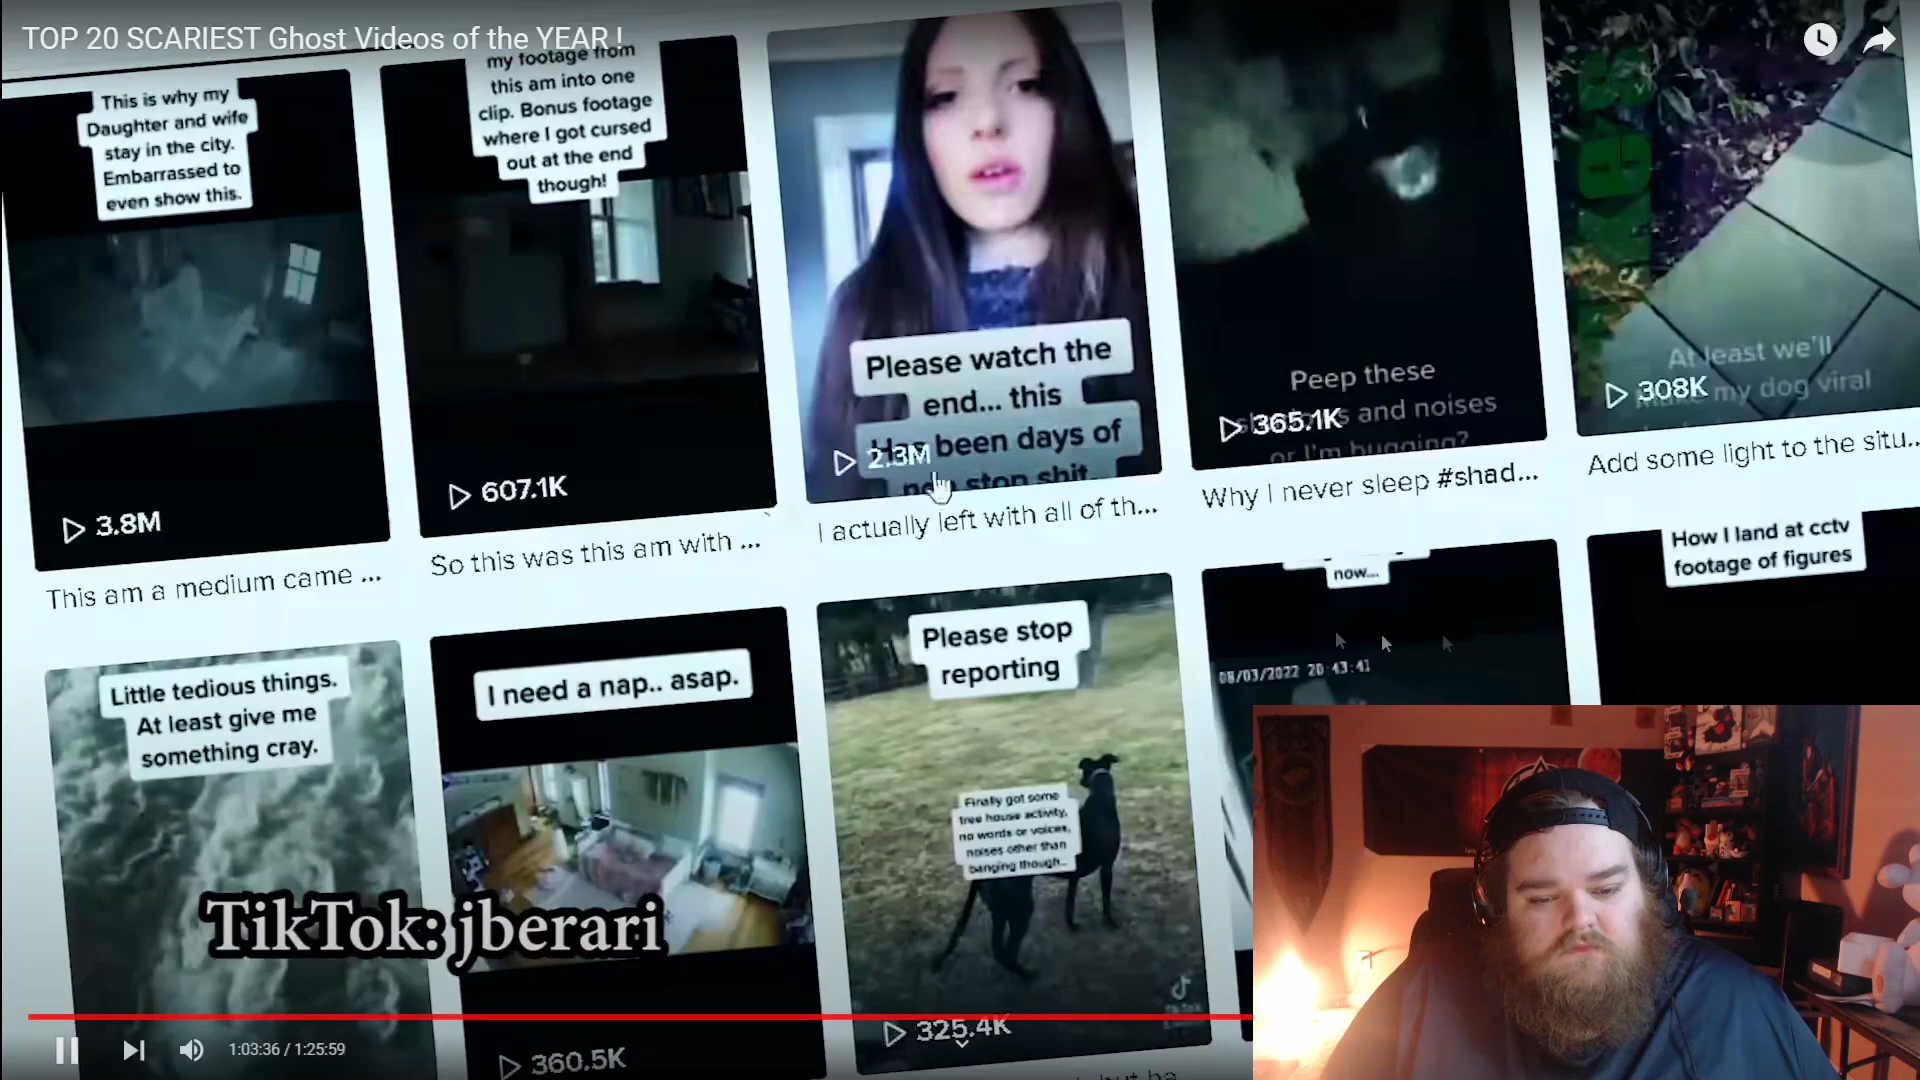 TOP 20 SCARIEST Ghost Videos of the YEAR !
This is why my
Daughter and wife
stay in the city.
Embarrassed to
even show this.
3.8M
This am a medium came ...
my footage from
this am into one
clip. Bonus footage
where I got cursed
out at the end
though!
607.1K
So this was this am with ...
Please watch the
end... this
Has been days of
non stop shit
2.3M
I actually left with all of th...
Peep these
and noises
or I'm bugging?
365.1K
Why I never sleep #shad...
At least we'll
my dog viral
308K
Add some light to the situ...
Little tedious things.
At least give me
something cray.
I need a nap.. asap.
360.5K
Please stop
reporting
Finally got some
tree house activity,
no words or voices,
noises other than
banging though...
325.4K
now...
08/03/2022 20:43:41
How I land at cctv
footage of figures
TikTok: jberari
1:03:36 / 1:25:59